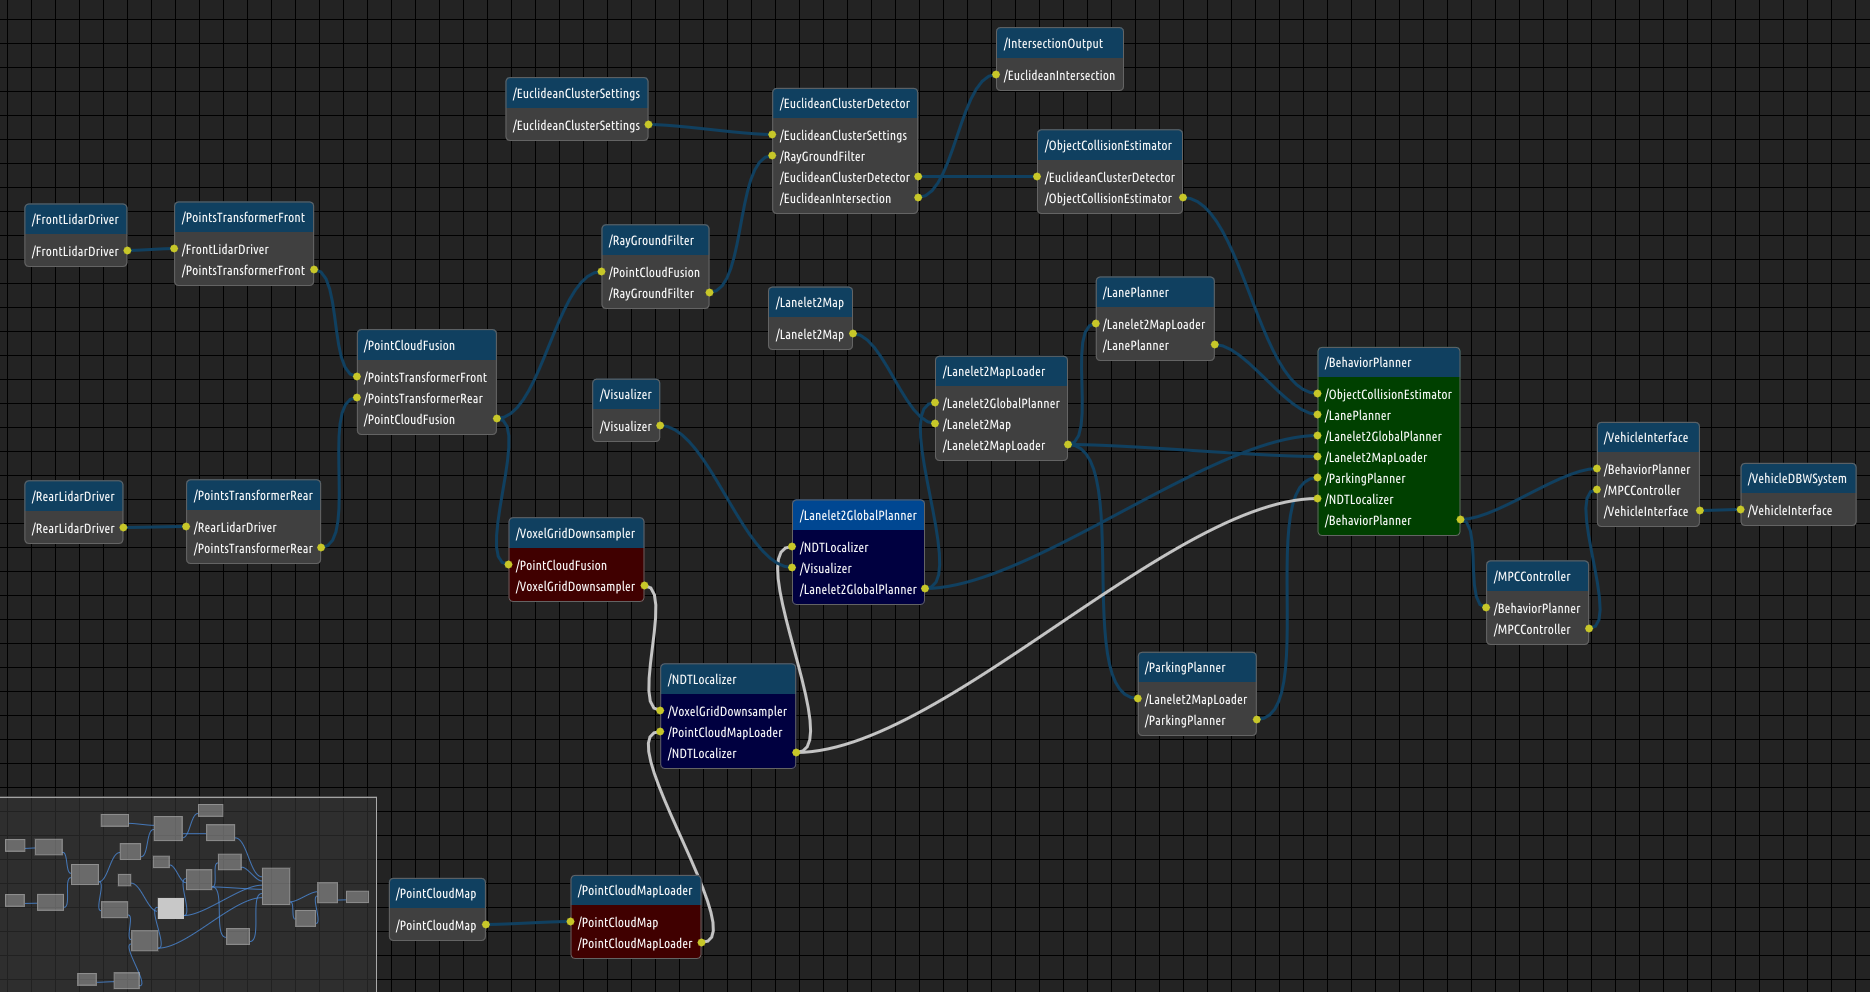 /IntersectionOutput
/EuclideanIntersection
/EuclideanClusterSettings
/EuclideanClusterSettings
/EuclideanClusterDetector
/EuclideanClusterSettings
/RayGroundFilter
/EuclideanClusterDetector
/EuclideanIntersection
/ObjectCollisionEstimator
/EuclideanClusterDetector
/ObjectCollisionEstimator
/FrontLidarDriver
/FrontLidarDriver
/PointsTransformerFront
/FrontLidarDriver
/PointsTransformerFront
/RayGroundFilter
/PointCloudFusion
/RayGroundFilter
/Lanelet2Map
/Lanelet2Map
/LanePlanner
/Lanelet2MapLoader
/LanePlanner
/PointCloudFusion
/PointsTransformerFront
/PointsTransformerRear
/PointCloudFusion
/Visualizer
/Visualizer
/Lanelet2MapLoader
/Lanelet2GlobalPlanner
/Lanelet2Map
/Lanelet2MapLoader
/BehaviorPlanner
/ObjectCollisionEstimator
/LanePlanner
/Lanelet2GlobalPlanner
/Lanelet2MapLoader
/ParkingPlanner
/NDTLocalizer
/BehaviorPlanner
/VehicleInterface
/BehaviorPlanner
/MPCController
/VehicleInterface
/VehicleDBWSystem
/VehicleInterface
/RearLidarDriver
/RearLidarDriver
/PointsTransformerRear
/RearLidarDriver
/PointsTransformerRear
/VoxelGridDownsampler
/PointCloudFusion
/VoxelGridDownsampler
/Lanelet2GlobalPlanner
/NDTLocalizer
/Visualizer
/Lanelet2GlobalPlanner
/MPCController
/BehaviorPlanner
/MPCController
/NDTLocalizer
/VoxelGridDownsampler
/PointCloudMapLoader
/NDTLocalizer
/ParkingPlanner
/Lanelet2MapLoader
/ParkingPlanner
/PointCloudMap
/PointCloudMap
/PointCloudMapLoader
/PointCloudMap
/PointCloudMapLoader